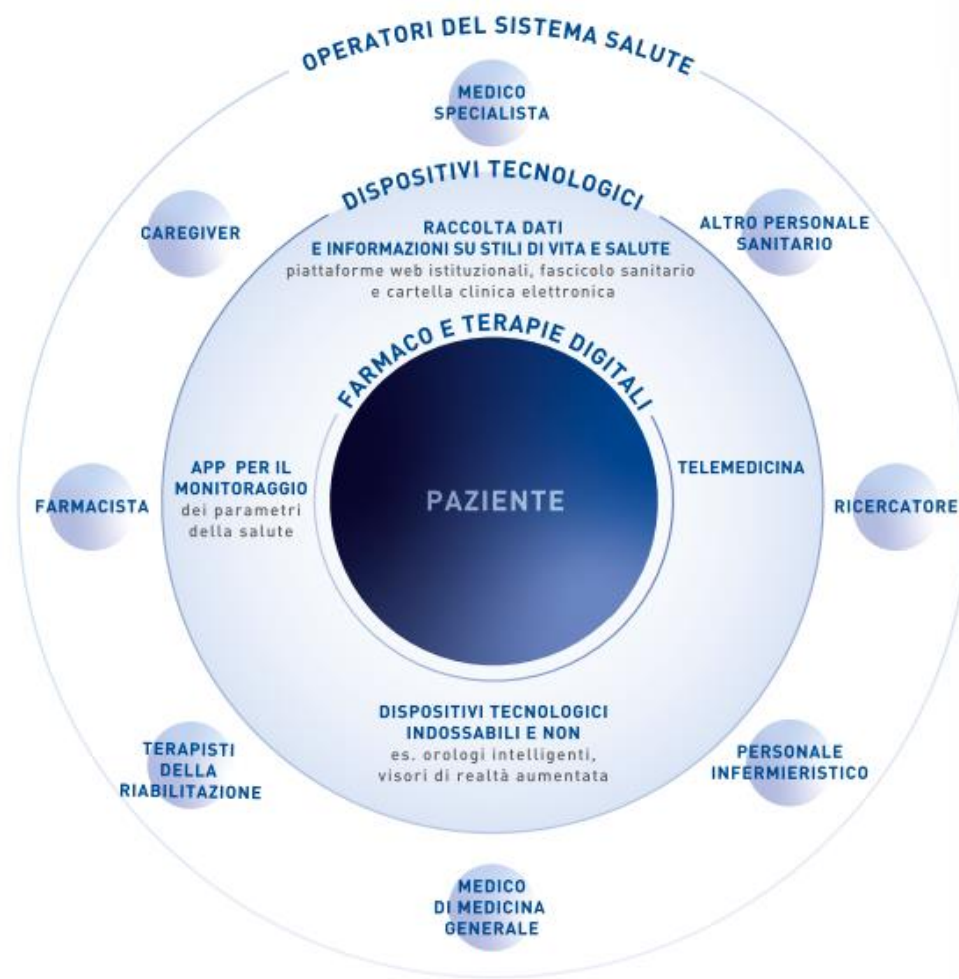 OPERATORI DEL SISTEMA SALUTE
MEDICO
SPECIALISTA
DISPOSITIVI TECNOLOGICI
CAREGIVER
ALTRO PERSONALE
SANITARIO
RACCOLTA DATI
E INFORMAZIONI SU STILI DI VITA E SALUTE
piattaforme web istituzionali, fascicolo sanitario
e cartella clinica elettronica
FARMACO E TERAPIE DIGITALI
FARMACISTA
APP PER IL
MONITORAGGIO
dei parametri
della salute
PAZIENTE
TELEMEDICINA
RICERCATORE
DISPOSITIVI TECNOLOGICI
INDOSSABILI E NON
es. orologi intelligenti,
visori di realtà aumentata
TERAPISTI
DELLA
RIABILITAZIONE
PERSONALE
INFERMIERISTICO
MEDICO
DI MEDICINA
GENERALE